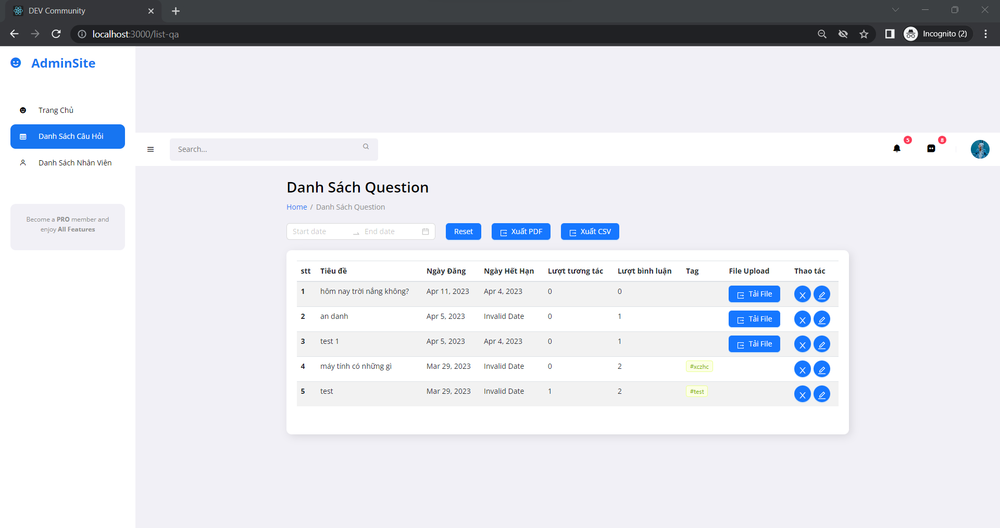 DEV Community
localhost:3000/list-qa
Incognito (2)
AdminSite
Trang Chủ
Danh Sách Câu Hỏi
Danh Sách Nhân Viên
Become a PRO member and
enjoy All Features
Search...
5
8
Danh Sách Question
Home / Danh Sách Question
Start date End date Reset Xuất PDF Xuất CSV
stt Tiêu đề Ngày Đăng Ngày Hết Hạn Lượt tương tác Lượt bình luận Tag File Upload Thao tác
1 hôm nay trời nắng không? Apr 11, 2023 Apr 4, 2023 0 0 Tải File
2 an danh Apr 5, 2023 Invalid Date 0 1 Tải File
3 test 1 Apr 5, 2023 Apr 4, 2023 0 1 Tải File
4 máy tính có những gì Mar 29, 2023 Invalid Date 0 2 #xczhc
5 test Mar 29, 2023 Invalid Date 1 2 #test